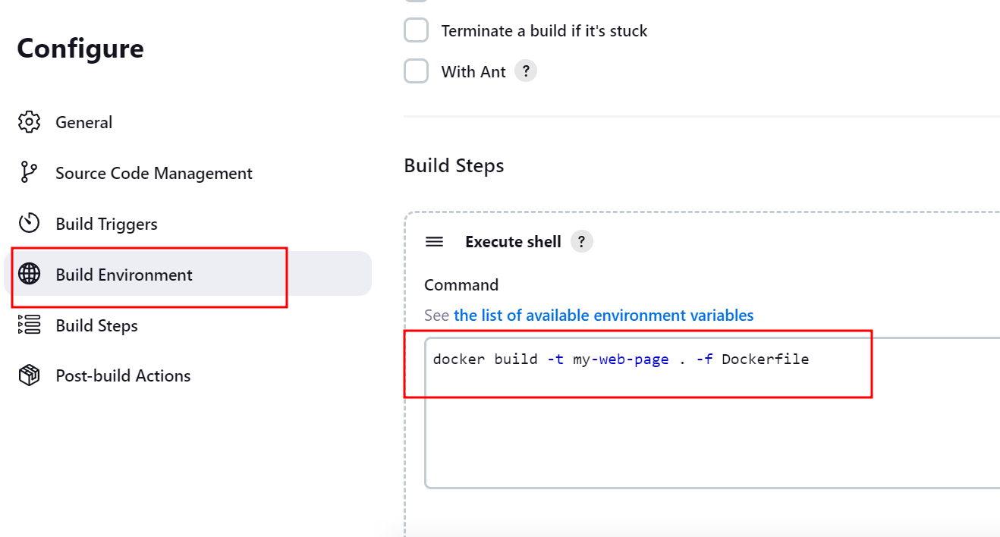 Configure
General
Source Code Management
Build Triggers
Build Environment
Build Steps
Post-build Actions
Terminate a build if it's stuck
With Ant ?
Build Steps
Execute shell ?
Command
See the list of available environment variables
docker build -t my-web-page . -f Dockerfile